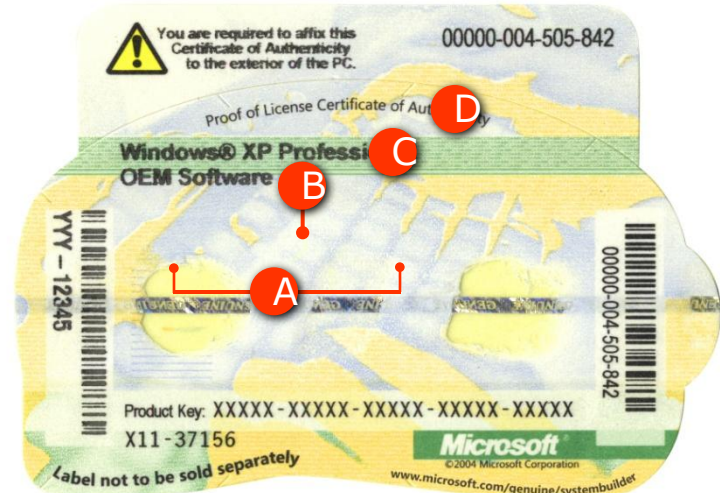 You are required to affix this
Certificate of Authenticity
to the exterior of the PC.
00000-004-505-842
Proof of License Certificate of
D
Windows® XP
C
OEM Software
B
YYY - 12345
A
00000-004-505-842
GENUINE
Product Key: XXXXX-XXXXX-XXXXX-XXXXX-XXXXX
X11-37156
Microsoft®
©2004 Microsoft Corporation
Label not to be sold separately
www.microsoft.com/genuine/systembuilder